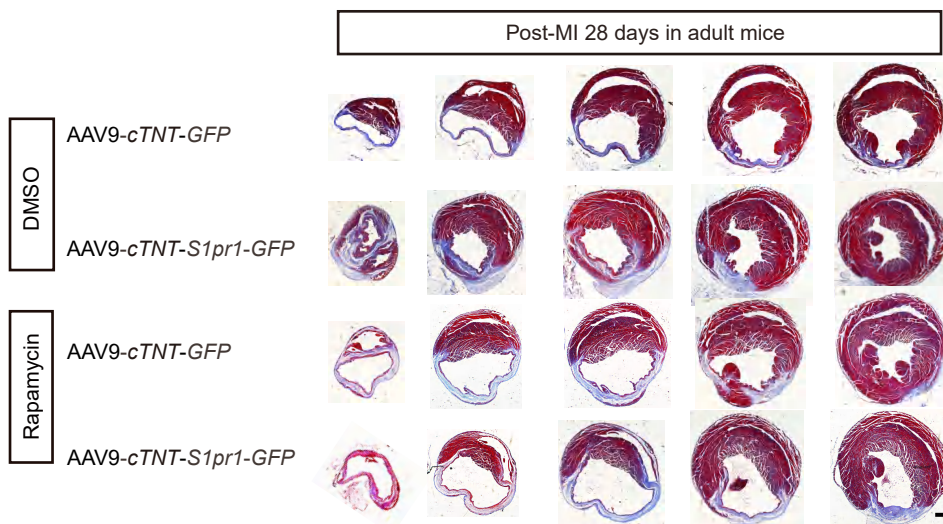 Post-MI 28 days in adult mice
DMSO
AAV9-cTNT-GFP
AAV9-cTNT-S1pr1-GFP
Rapamycin
AAV9-cTNT-GFP
AAV9-cTNT-S1pr1-GFP